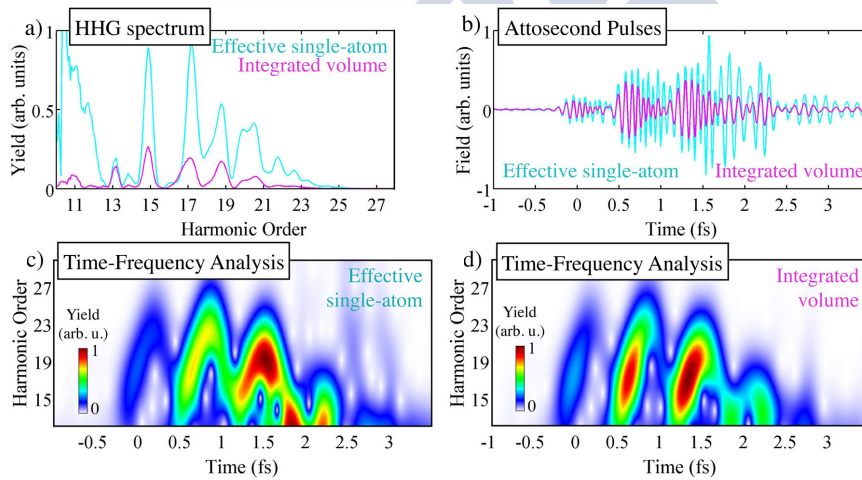 a)
HHG spectrum
Effective single-atom
Integrated volume
Yield (arb. units)
1
0.5
0
11 13 15 17 19 21 23 25 27
Harmonic Order
b)
Attosecond Pulses
Field (arb. units)
1
0
-1
Effective single-atom
Integrated volume
-1 -0.5 0 0.5 1 1.5 2 2.5 3
Time (fs)
c)
Time-Frequency Analysis
Effective
single-atom
Harmonic Order
27
23
19
15
Yield
(arb. u.)
1
0
-0.5 0 0.5 1 1.5 2 2.5 3
Time (fs)
d)
Time-Frequency Analysis
Integrated
volume
Harmonic Order
27
23
19
15
Yield
(arb. u.)
1
0
-1 -0.5 0 0.5 1 1.5 2 2.5 3
Time (fs)